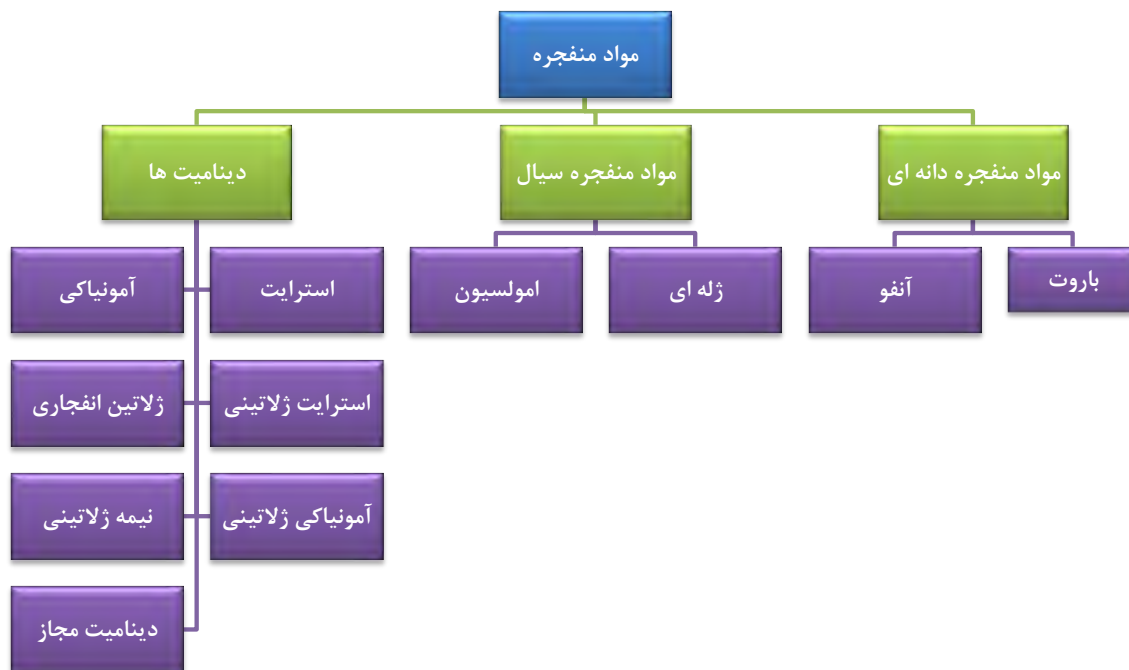 مواد منفجره
مواد منفجره دانه ای
مواد منفجره سیال
دینامیت ها
باروت
آنفو
ژله ای
امولسیون
استرایت
آمونیاکی
استرایت ژلاتینی
ژلاتین انفجاری
آمونیاکی ژلاتینی
نیمه ژلاتینی
دینامیت مجاز